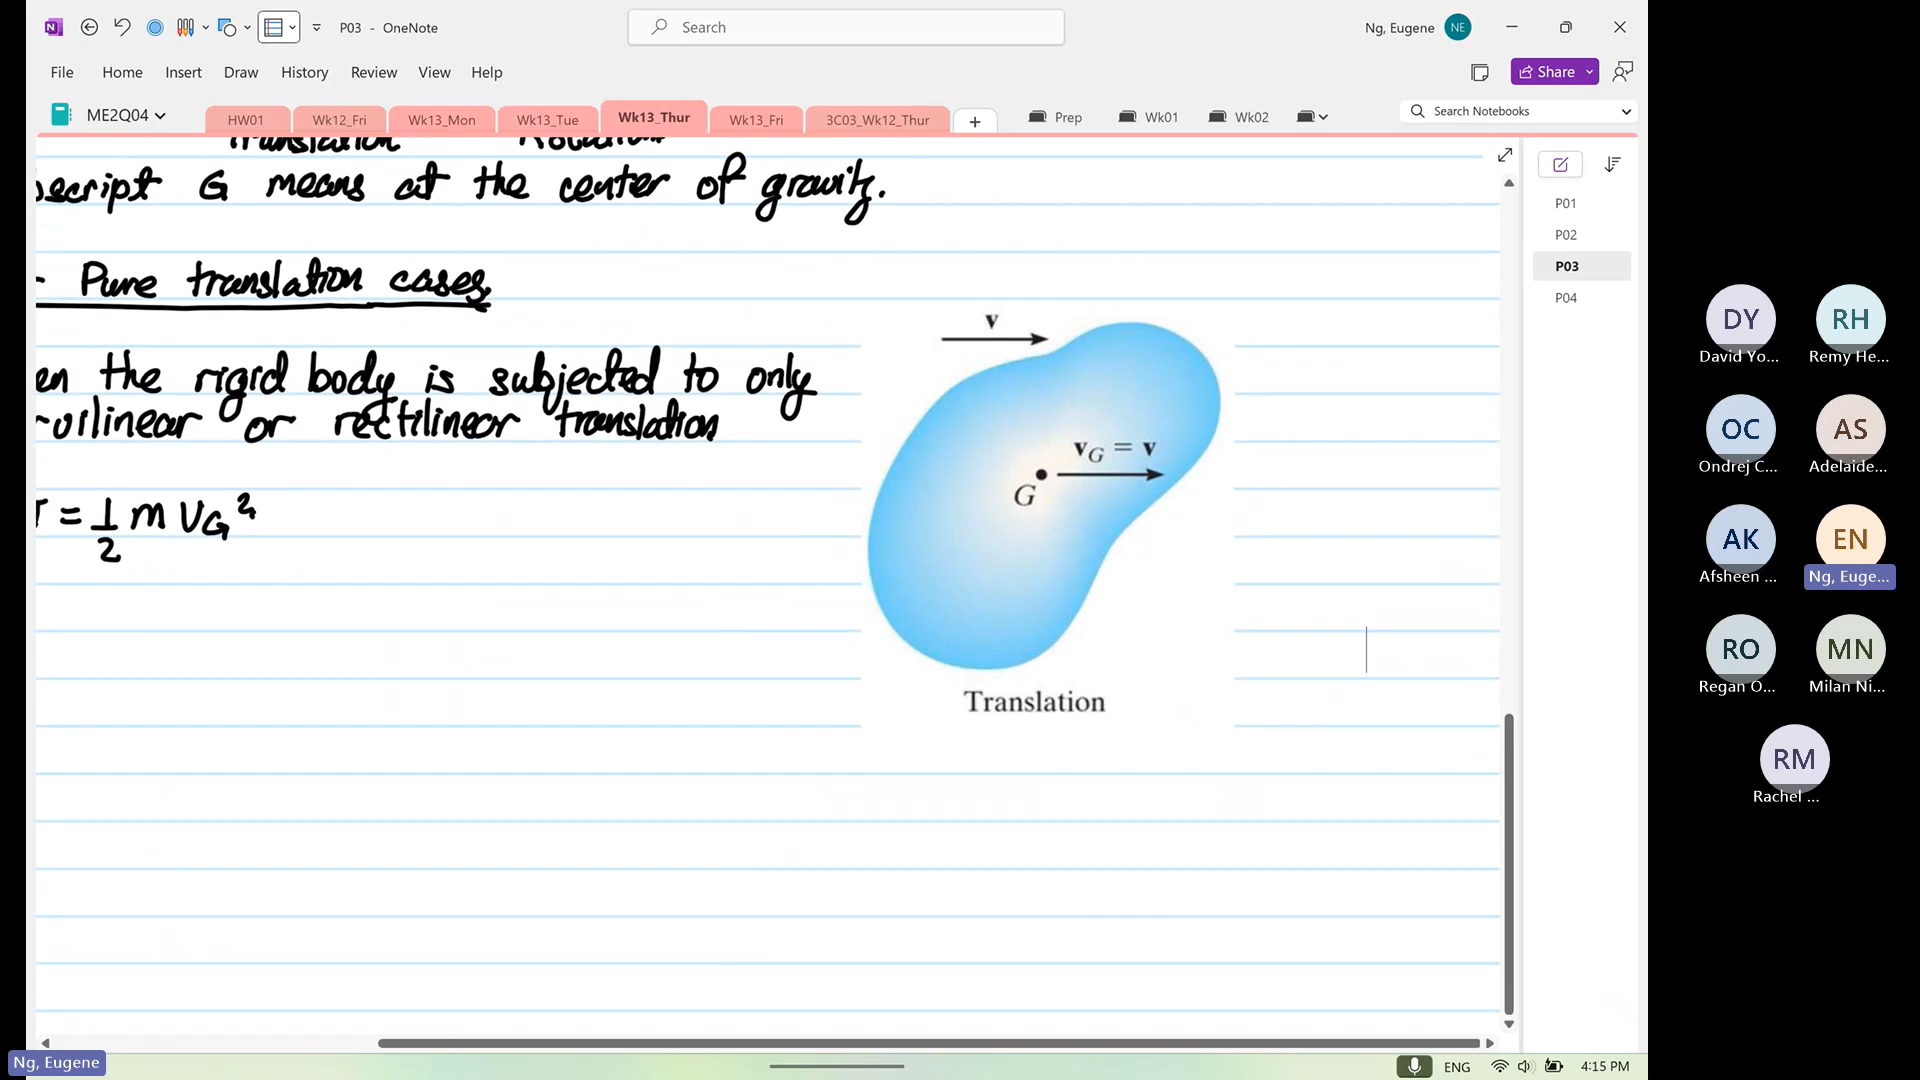 P03 - OneNote
Search
Ng, Eugene
NE
File Home Insert Draw History Review View Help
Share
ME2Q04
HW01 Wk12_Fri Wk13_Mon Wk13_Tue Wk13_Thur Wk13_Fri 3C03_Wk12_Thur +
Prep Wk01 Wk02
Search Notebooks
P01
P02
P03
P04
Translation
bscript G means at the center of gravity.
- Pure translation cases
en the rigid body is subjected to only
rvilinear or rectilinear translation
T = 1/2 m VG²
v
vG = v
G
Translation
DY
David Yo...
RH
Remy He...
OC
Ondrej C...
AS
Adelaide...
AK
Afsheen ...
EN
Ng, Euge...
RO
Regan O...
MN
Milan Ni...
RM
Rachel ...
Ng, Eugene
ENG
4:15 PM